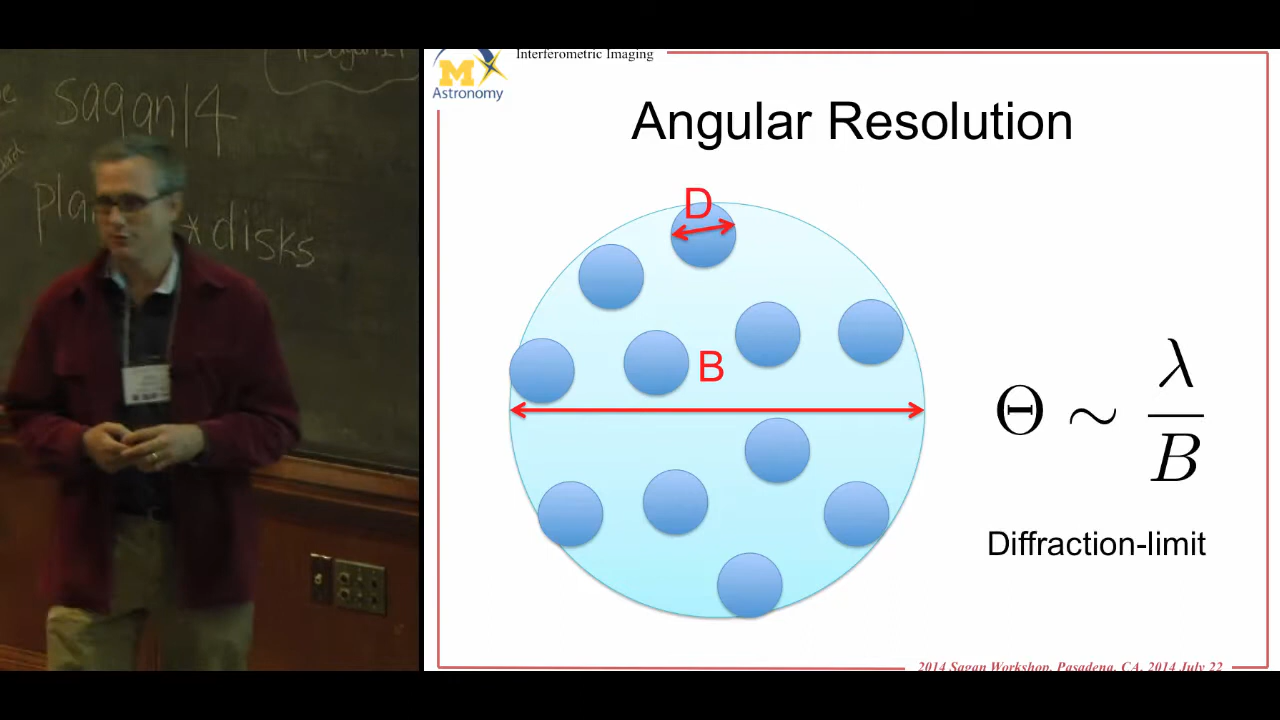 sagan14
disks
M
Astronomy
Interferometric Imaging
Angular Resolution
D
B
Θ ~ λ/B
Diffraction-limit
2014 Sagan Workshop, Pasadena, CA, 2014 July 22